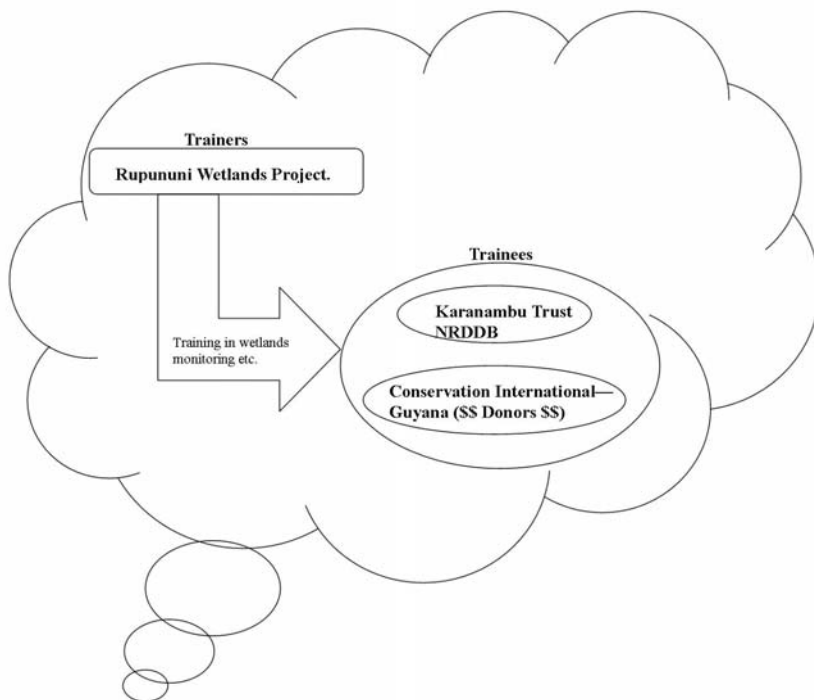 Trainers
Rupununi Wetlands Project.
Trainees
Karanambu Trust
NRDDB
Training in wetlands
monitoring etc.
Conservation International—
Guyana ($$ Donors $$)